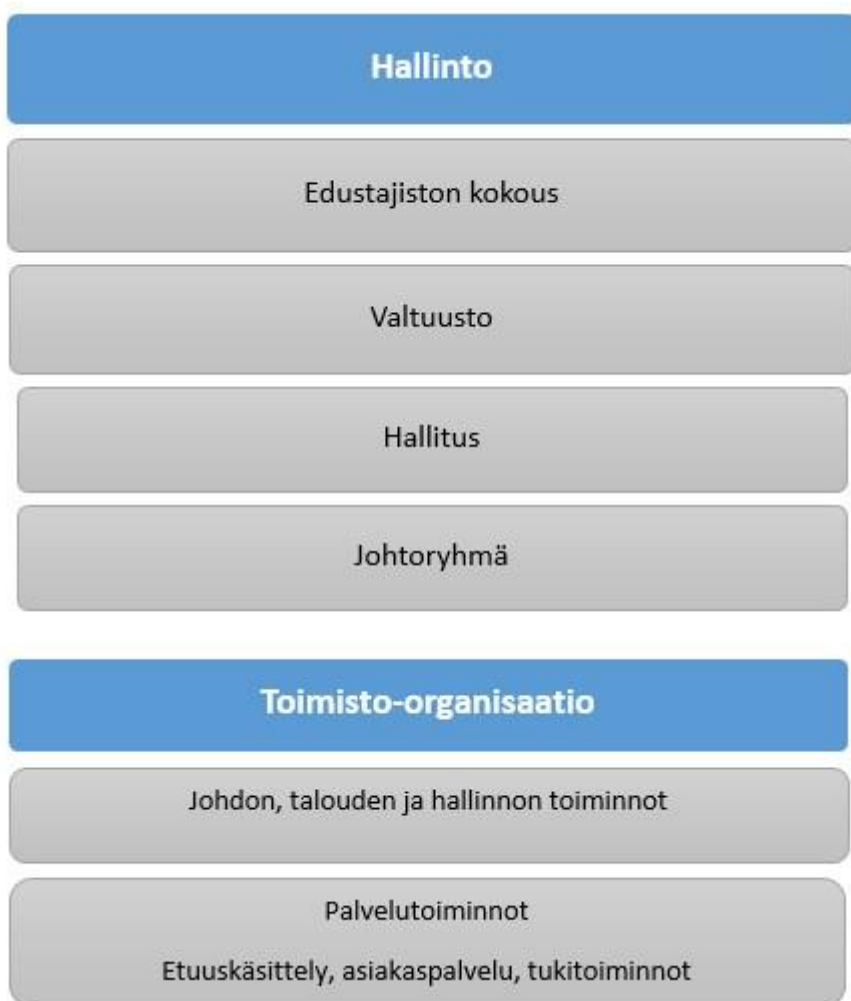 Hallinto
Edustajiston kokous
Valtuusto
Hallitus
Johtoryhmä
Toimisto-organisaatio
Johdon, talouden ja hallinnon toiminnot
Palvelutoiminnot
Etuuskäsittely, asiakaspalvelu, tukitoiminnot